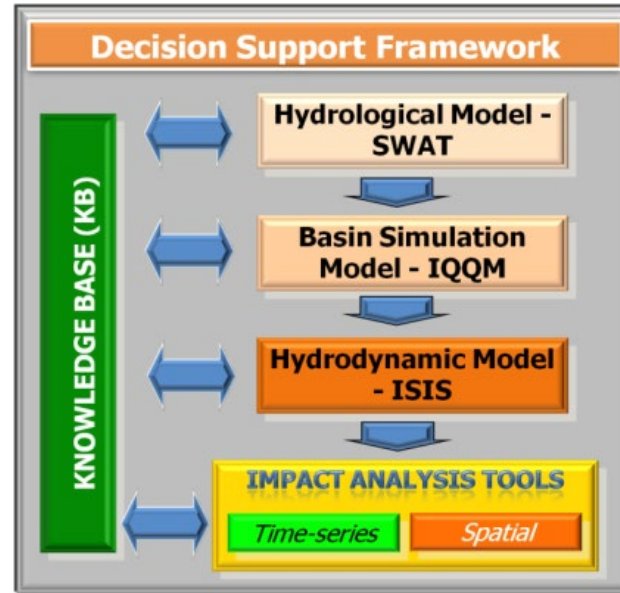 Decision Support Framework
KNOWLEDGE BASE (KB)
Hydrological Model -
SWAT
Basin Simulation
Model - IQQM
Hydrodynamic Model
- ISIS
IMPACT ANALYSIS TOOLS
Time-series
Spatial